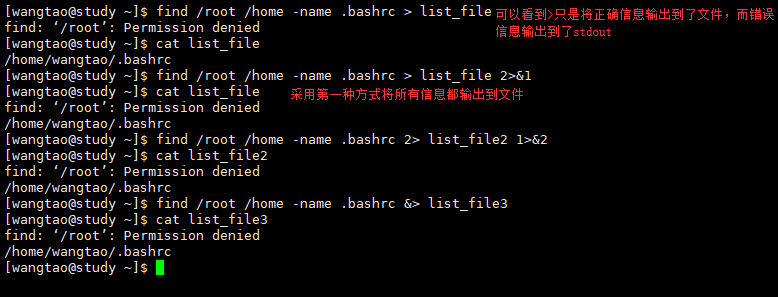 [wangtao@study ~]$ find /root /home -name .bashrc > list_file 可以看到>只是将正确信息输出到了文件，而错误
find: ‘/root’: Permission denied 信息输出到了stdout
[wangtao@study ~]$ cat list_file
/home/wangtao/.bashrc
[wangtao@study ~]$ find /root /home -name .bashrc > list_file 2>&1
[wangtao@study ~]$ cat list_file 采用第一种方式将所有信息都输出到文件
find: ‘/root’: Permission denied
/home/wangtao/.bashrc
[wangtao@study ~]$ find /root /home -name .bashrc 2> list_file2 1>&2
[wangtao@study ~]$ cat list_file2
find: ‘/root’: Permission denied
/home/wangtao/.bashrc
[wangtao@study ~]$ find /root /home -name .bashrc &> list_file3
[wangtao@study ~]$ cat list_file3
find: ‘/root’: Permission denied
/home/wangtao/.bashrc
[wangtao@study ~]$